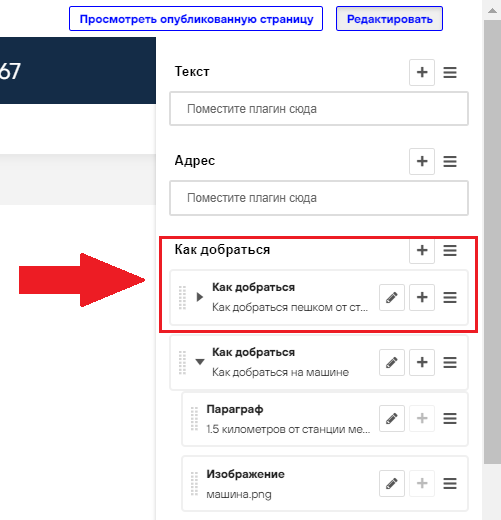 Просмотреть опубликованную страницу
Редактировать
67
Текст
Поместите плагин сюда
Адрес
Поместите плагин сюда
Как добраться
Как добраться
Как добраться пешком от ст...
Как добраться
Как добраться на машине
Параграф
1.5 километров от станции ме...
Изображение
машина.png